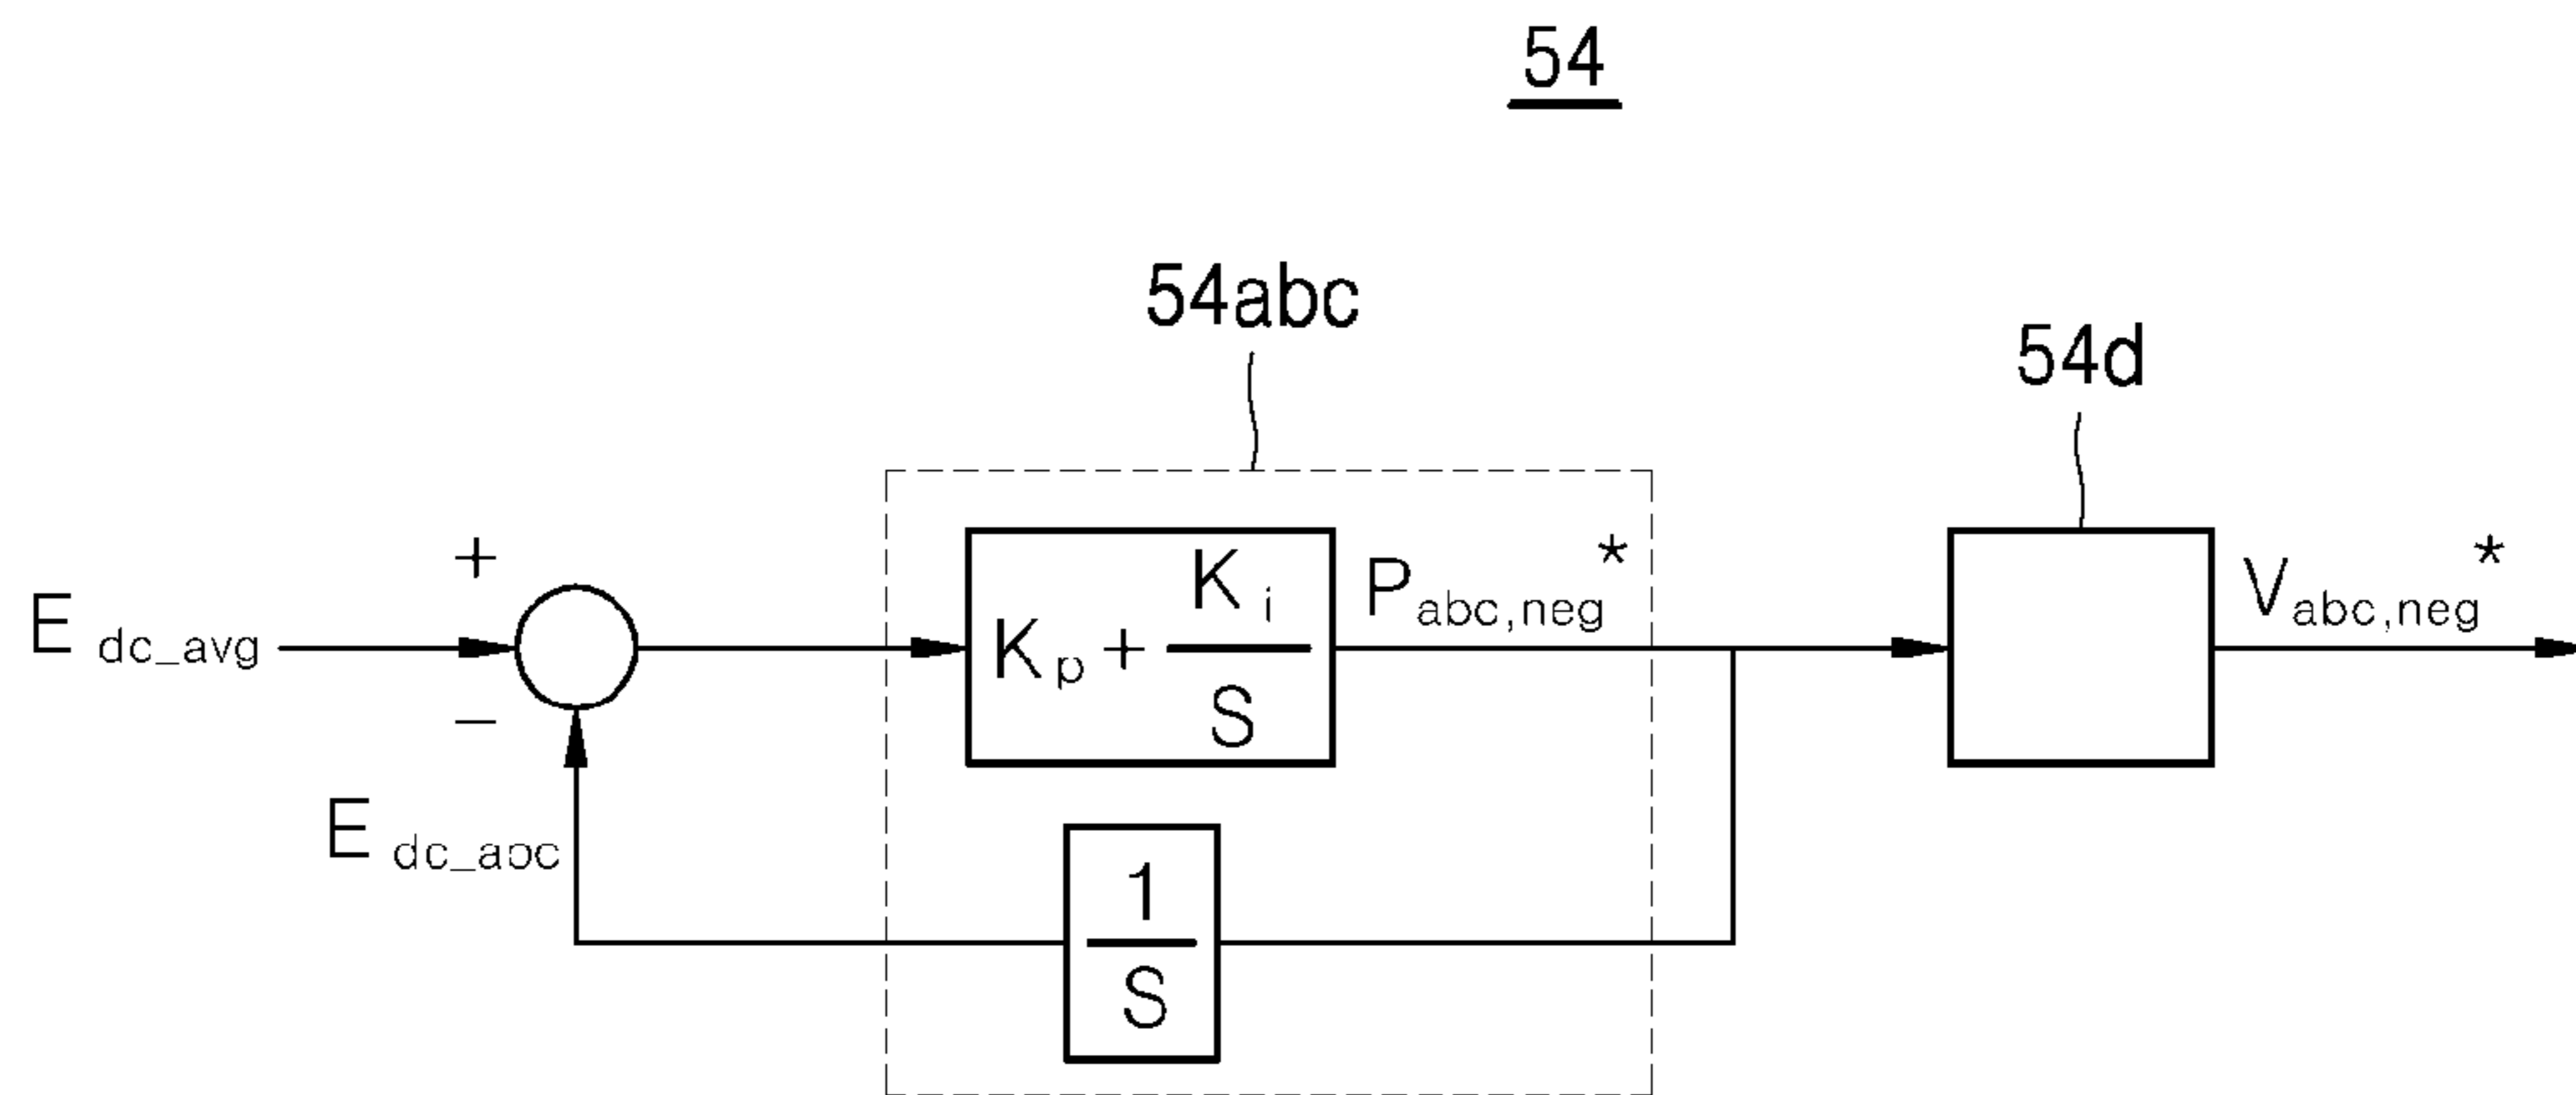 54
54abc
54d
E dc_avg
+
−
E dc_abc
Kp + Ki / S
Pabc,neg*
Vabc,neg*
1 / S